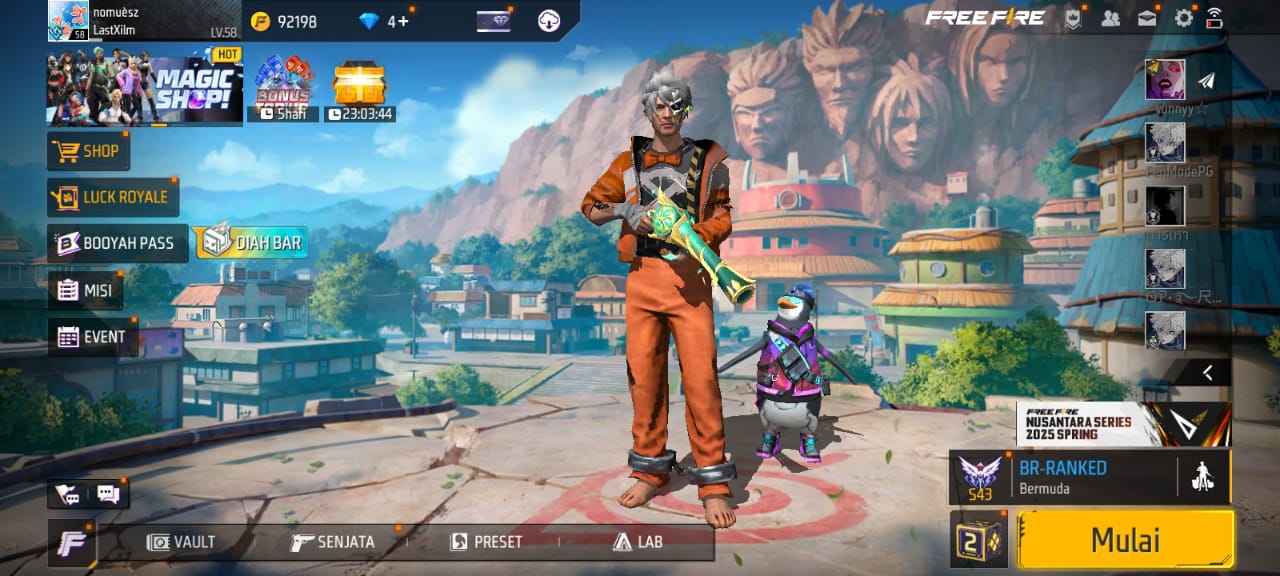 nomuèsz
LastXilm
58
LV.58
92198
4+
FREE FIRE
HOT
MAGIC
SHOP!
BONUS
5hari
23:03:44
SHOP
LUCK ROYALE
BOOYAH PASS
DIAH BAR
MISI
EVENT
FREE FIRE
NUSANTARA SERIES
2025 SPRING
S43
BR-RANKED
Bermuda
VAULT
SENJATA
PRESET
LAB
2
Mulai